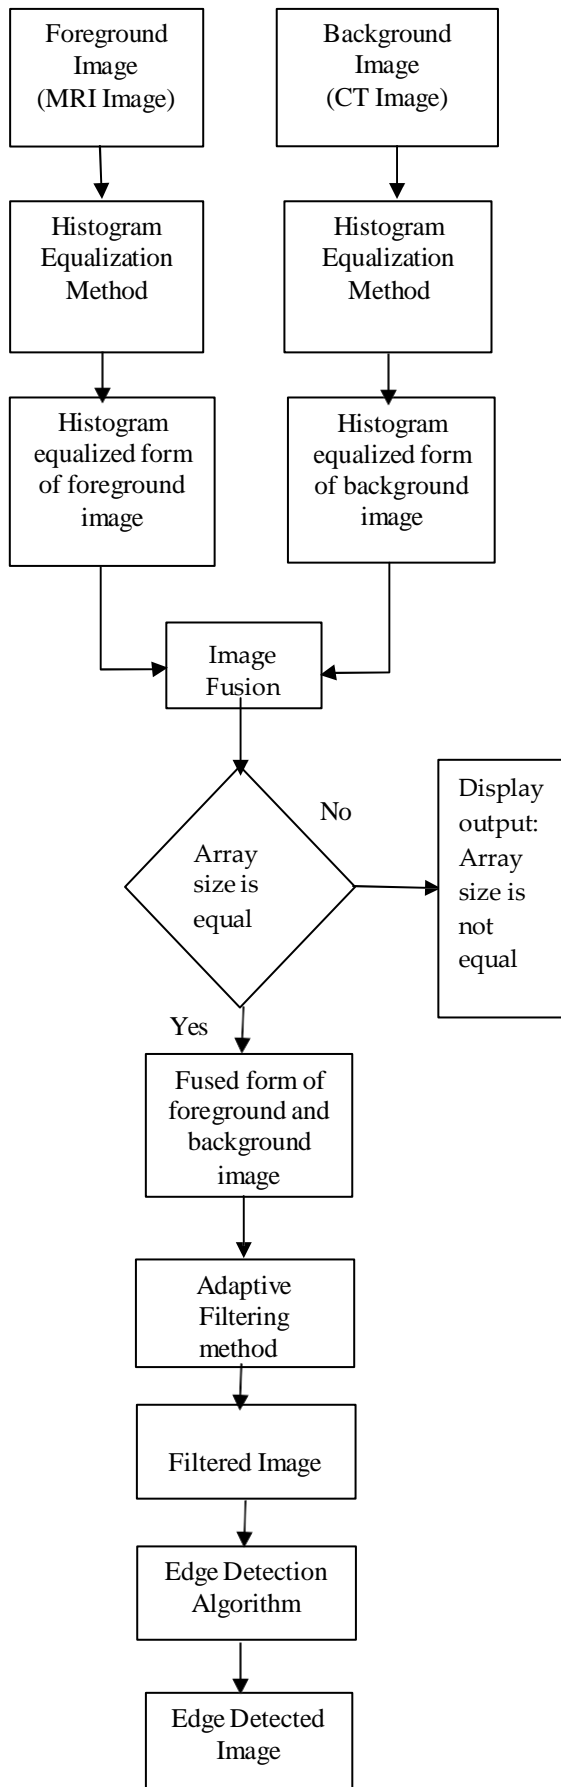 Foreground
Image
(MRI Image)
Background
Image
(CT Image)
Histogram
Equalization
Method
Histogram
Equalization
Method
Histogram
equalized form
of foreground
image
Histogram
equalized form
of background
image
Image
Fusion
No
Display
output:
Array
size is
not
equal
Array
size is
equal
Yes
Fused form of
foreground and
background
image
Adaptive
Filtering
method
Filtered Image
Edge Detection
Algorithm
Edge Detected
Image